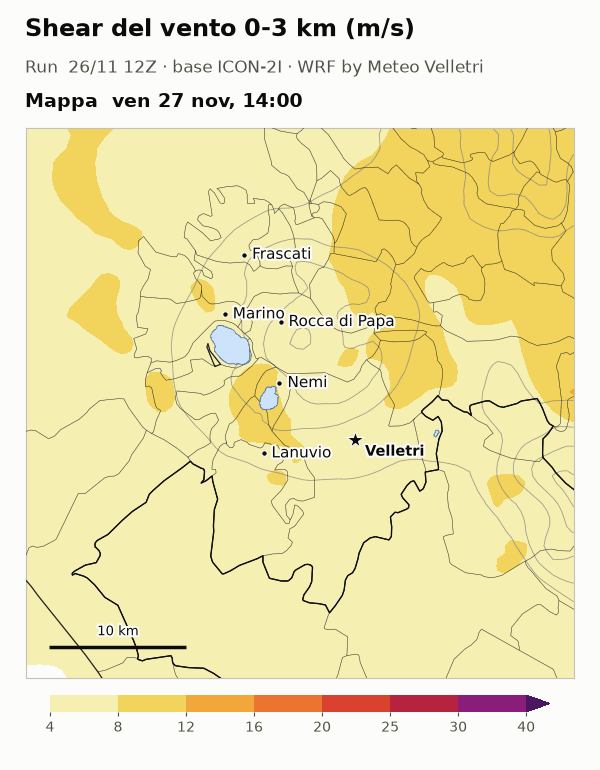 Shear del vento 0-3 km (m/s)
Run  26/11 12Z · base ICON-2I · WRF by Meteo Velletri
Mappa  ven 27 nov, 14:00
Frascati
Marino
Rocca di Papa
Nemi
Velletri
Lanuvio
10 km
4 8 12 16 20 25 30 40